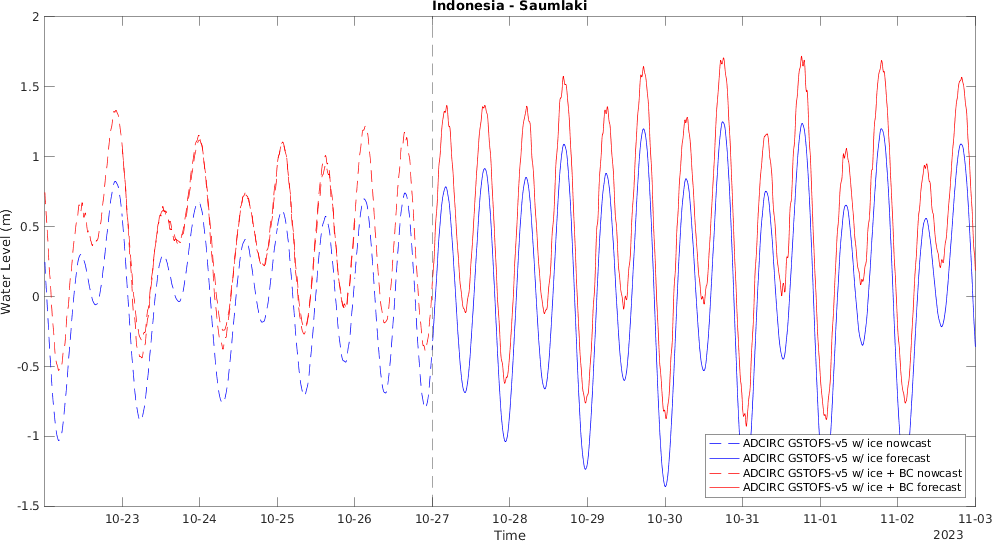 Indonesia - Saumlaki
Water Level (m)
2
1.5
1
0.5
0
-0.5
-1
-1.5
ADCIRC GSTOFS-v5 w/ ice nowcast
ADCIRC GSTOFS-v5 w/ ice forecast
ADCIRC GSTOFS-v5 w/ ice + BC nowcast
ADCIRC GSTOFS-v5 w/ ice + BC forecast
10-23 10-24 10-25 10-26 10-27 10-28 10-29 10-30 10-31 11-01 11-02 11-03
Time
2023